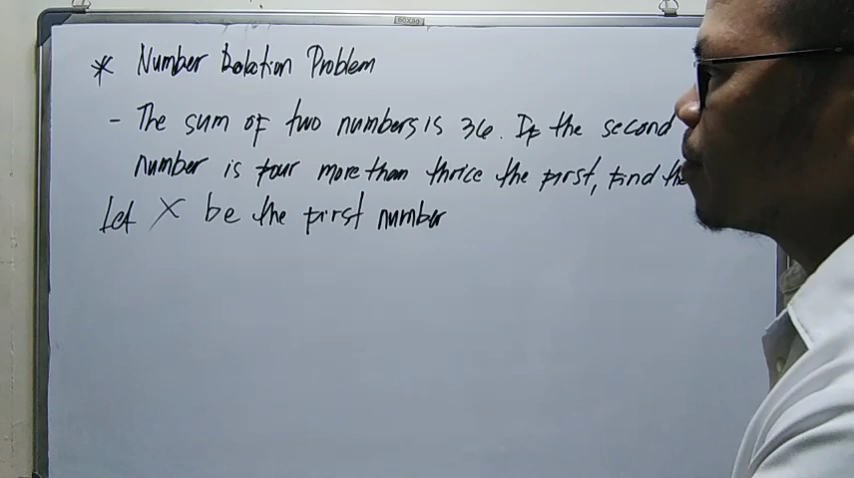 * Number Relation Problem
- The sum of two numbers is 36. If the second
number is four more than thrice the first, find the
Let X be the first number